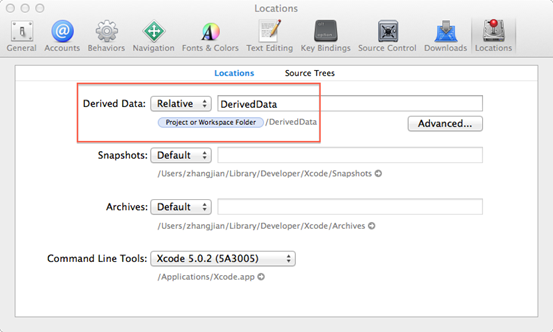 Locations
General Accounts Behaviors Navigation Fonts & Colors Text Editing Key Bindings Source Control Downloads Locations
Locations Source Trees
Derived Data: Relative DerivedData
Project or Workspace Folder /DerivedData
Advanced...
Snapshots: Default
/Users/zhangjian/Library/Developer/Xcode/Snapshots
Archives: Default
/Users/zhangjian/Library/Developer/Xcode/Archives
Command Line Tools: Xcode 5.0.2 (5A3005)
/Applications/Xcode.app